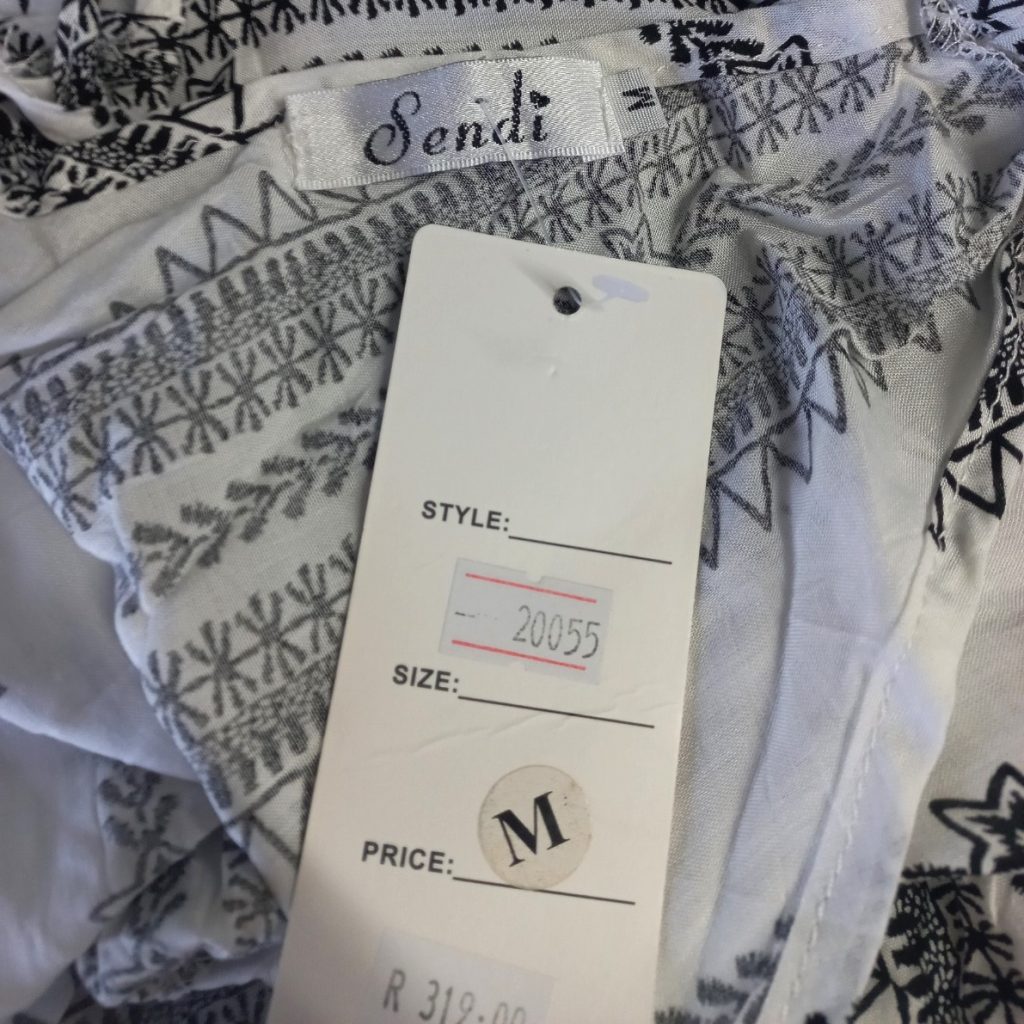 Sendi
M
STYLE:
20055
SIZE:
M
PRICE:
R 319.00